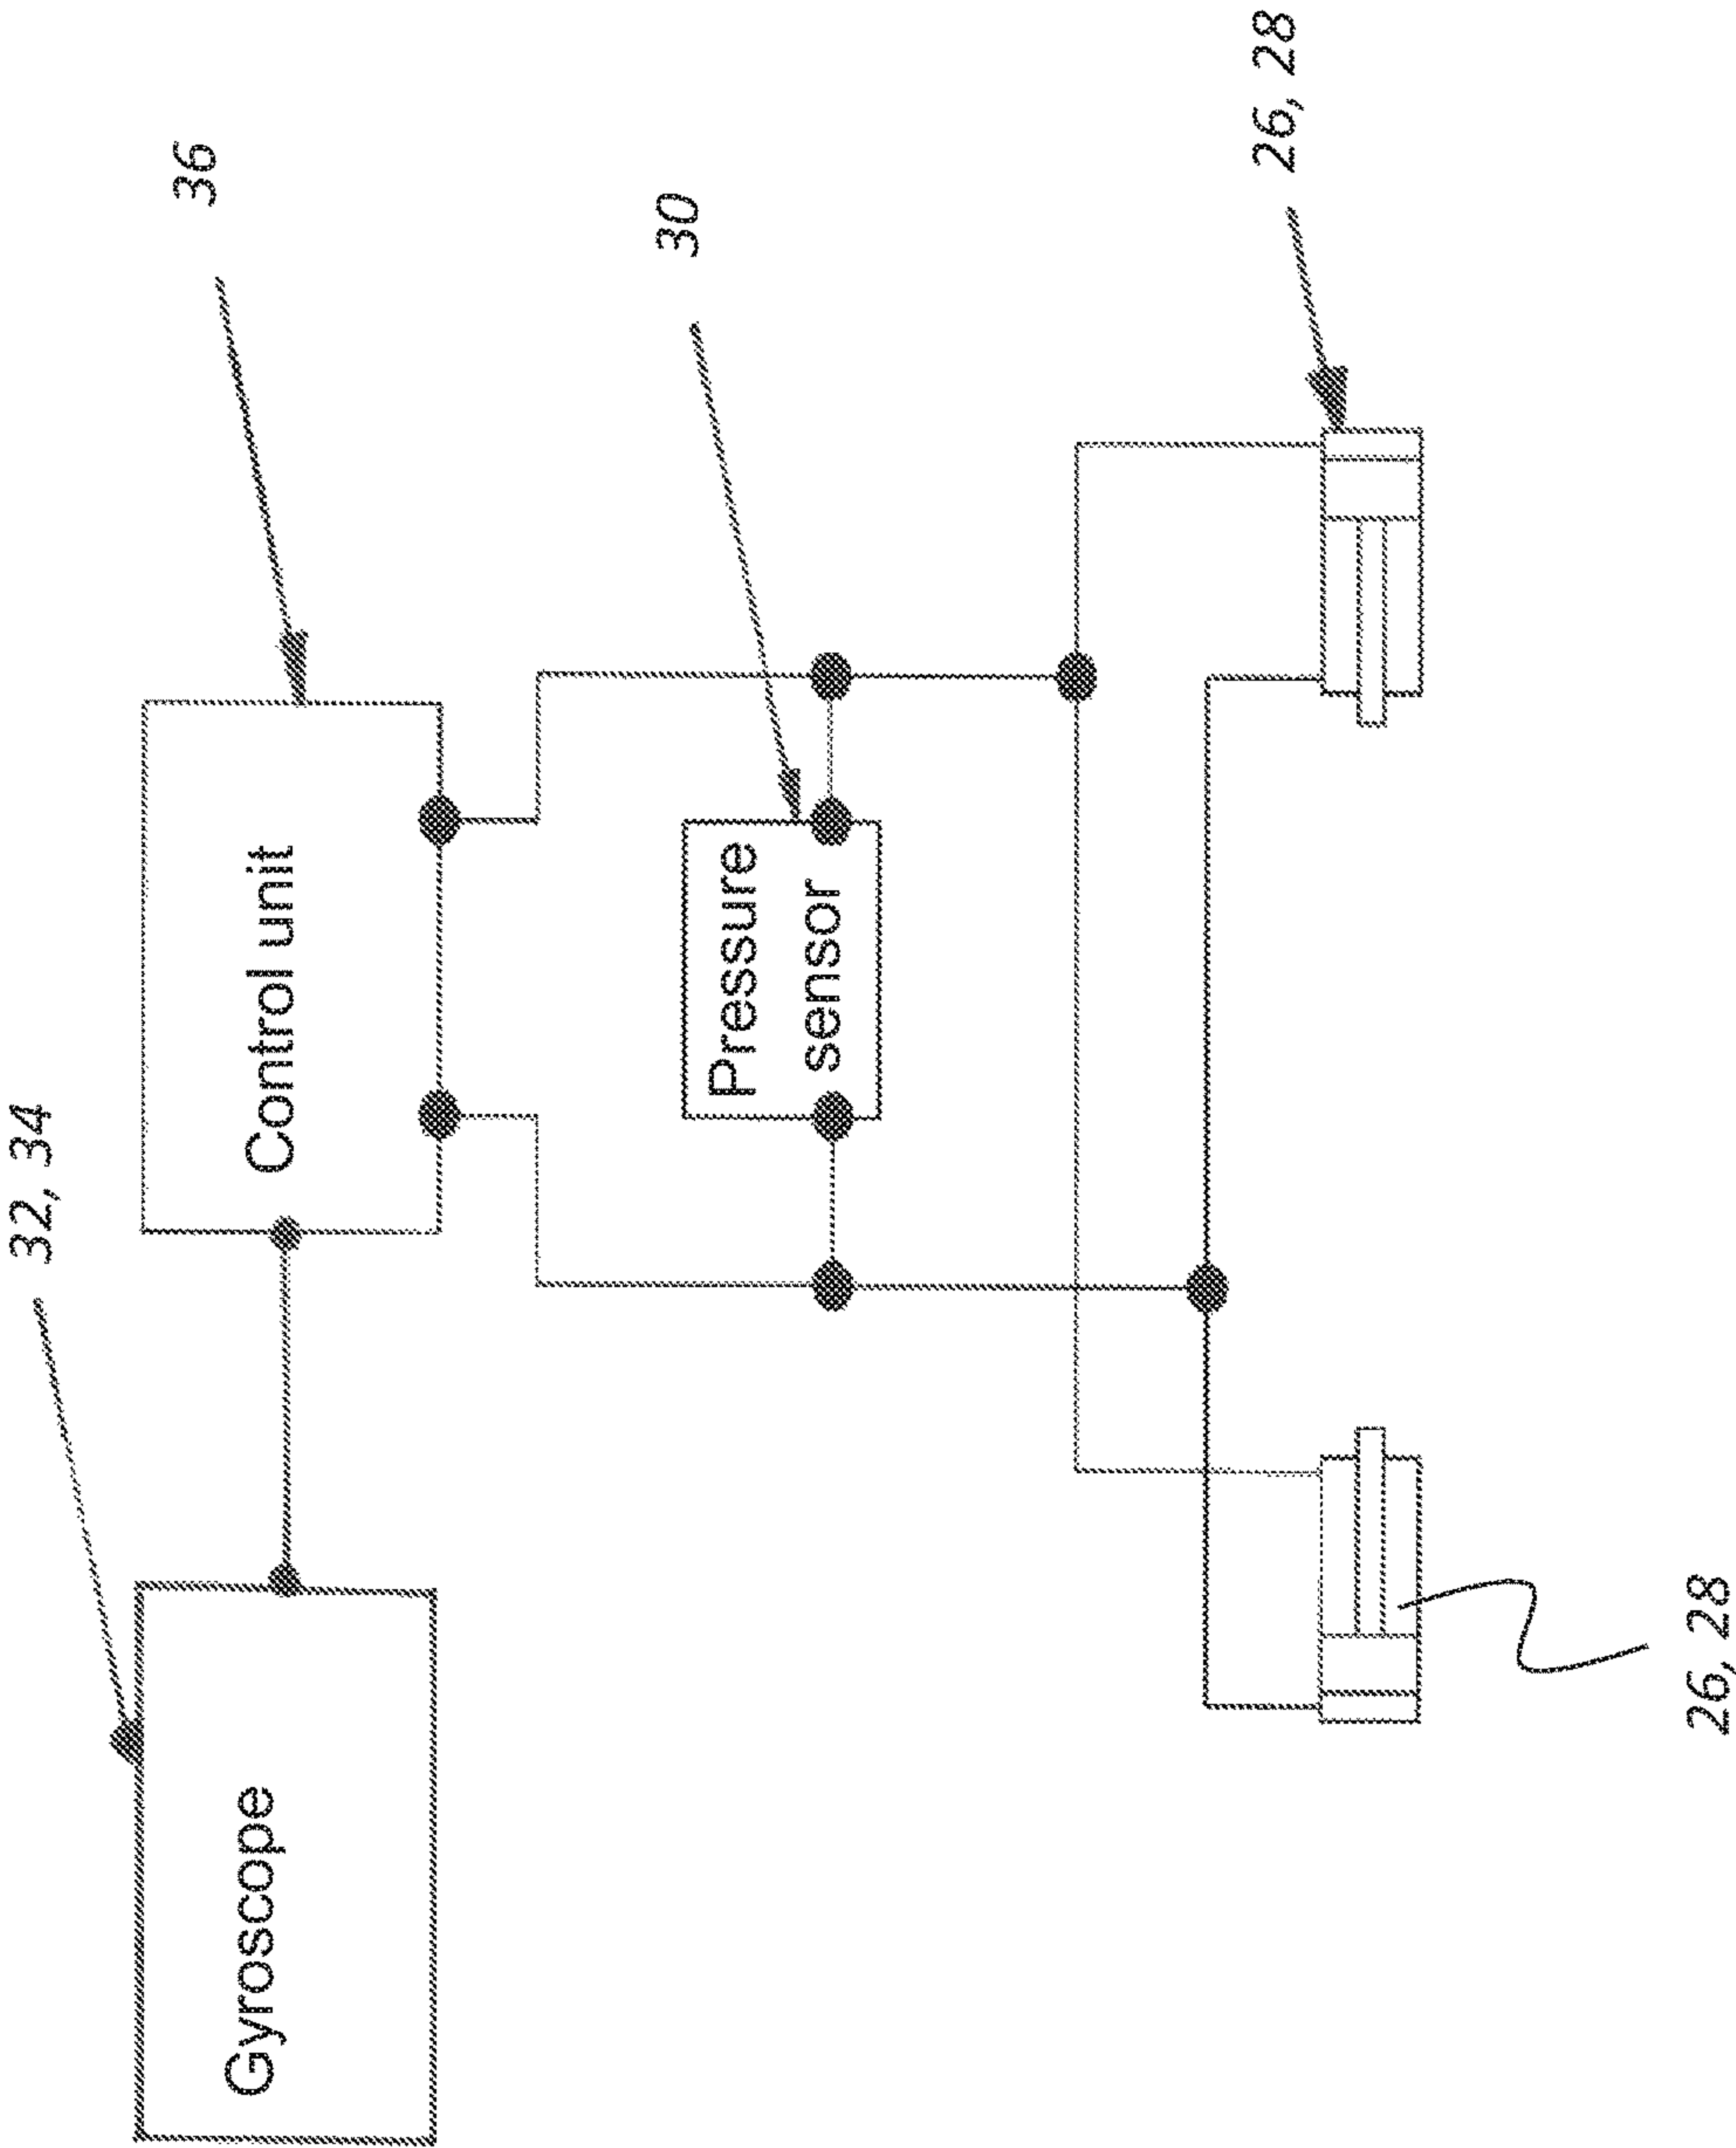 32, 34
36
Gyroscope
Control unit
30
Pressure
sensor
26, 28
26, 28